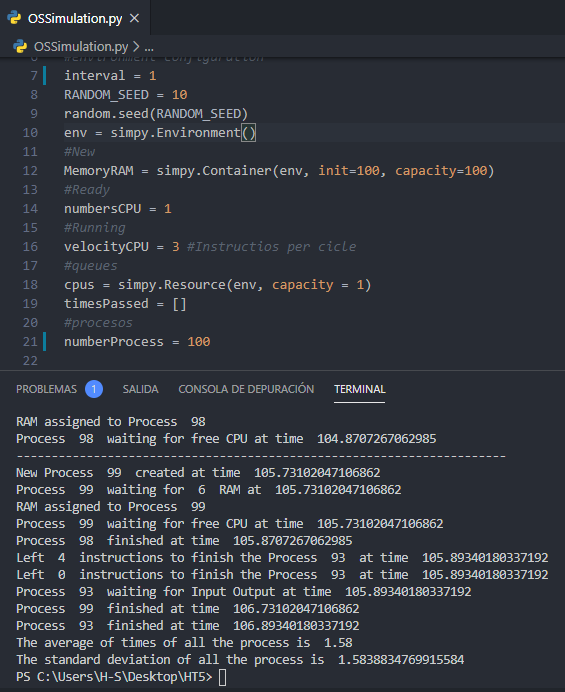 OSSimulation.py ×
OSSimulation.py > ...
6 #environment configuration
7 interval = 1
8 RANDOM_SEED = 10
9 random.seed(RANDOM_SEED)
10 env = simpy.Environment()
11 #New
12 MemoryRAM = simpy.Container(env, init=100, capacity=100)
13 #Ready
14 numbersCPU = 1
15 #Running
16 velocityCPU = 3 #Instructios per cicle
17 #queues
18 cpus = simpy.Resource(env, capacity = 1)
19 timesPassed = []
20 #procesos
21 numberProcess = 100
22
PROBLEMAS 1 SALIDA CONSOLA DE DEPURACIÓN TERMINAL
RAM assigned to Process  98
Process  98  waiting for free CPU at time  104.8707267062985
----------------------------------------------------------------------
New Process  99  created at time  105.73102047106862
Process  99  waiting for  6  RAM at  105.73102047106862
RAM assigned to Process  99
Process  99  waiting for free CPU at time  105.73102047106862
Process  98  finished at time  105.8707267062985
Left  4  instructions to finish the Process  93  at time  105.89340180337192
Left  0  instructions to finish the Process  93  at time  105.89340180337192
Process  93  waiting for Input Output at time  105.89340180337192
Process  99  finished at time  106.73102047106862
Process  93  finished at time  106.89340180337192
The average of times of all the process is  1.58
The standard deviation of all the process is  1.5838834769915584
PS C:\Users\H-S\Desktop\HT5>